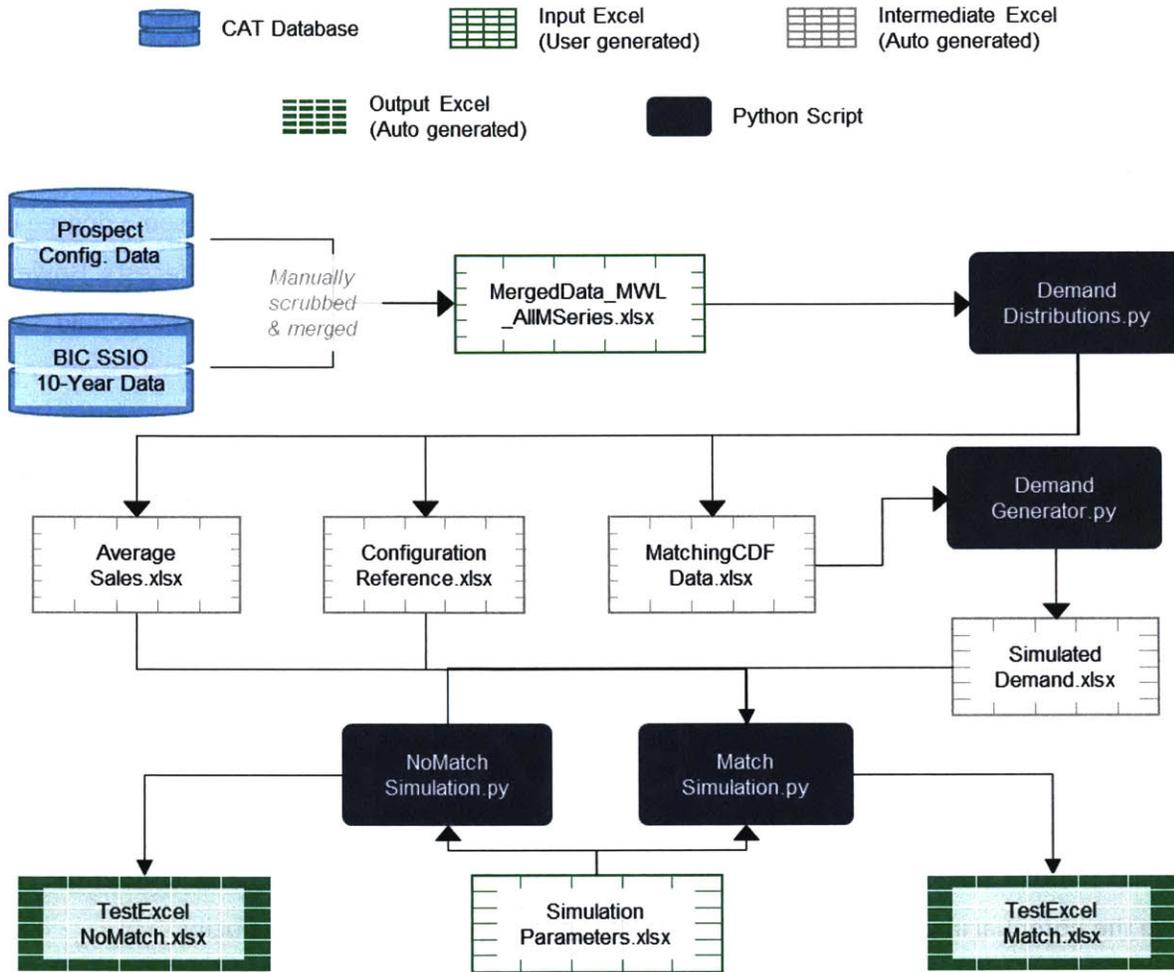 CAT Database
Input Excel
(User generated)
Intermediate Excel
(Auto generated)
Output Excel
(Auto generated)
Python Script
Prospect
Config. Data
Manually
scrubbed
& merged
BIC SSIO
10-Year Data
MergedData_MWL
_AllMSeries.xlsx
Demand
Distributions.py
Average
Sales.xlsx
Configuration
Reference.xlsx
MatchingCDF
Data.xlsx
Demand
Generator.py
Simulated
Demand.xlsx
NoMatch
Simulation.py
Match
Simulation.py
TestExcel
NoMatch.xlsx
Simulation
Parameters.xlsx
TestExcel
Match.xlsx